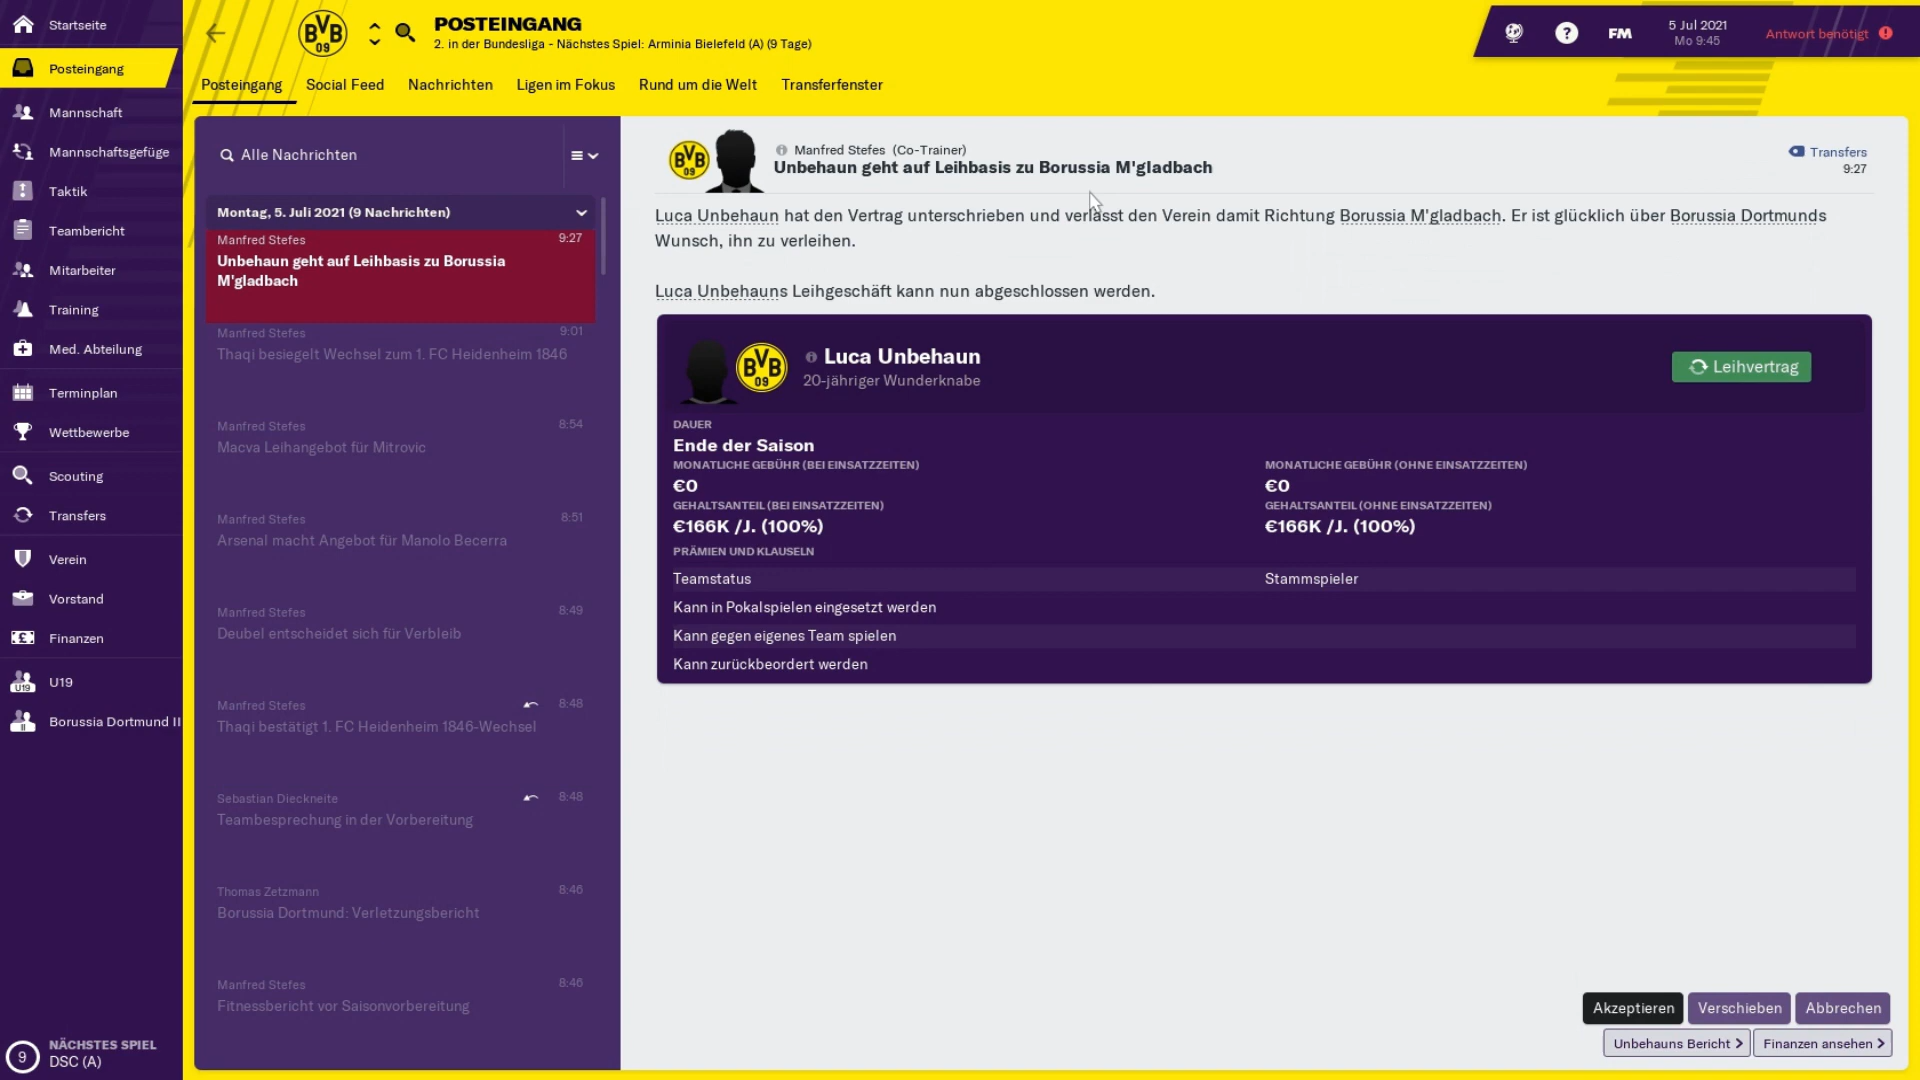 Startseite
Posteingang
Mannschaft
Mannschaftsgefüge
Taktik
Teambericht
Mitarbeiter
Training
Med. Abteilung
Terminplan
Wettbewerbe
Scouting
Transfers
Verein
Vorstand
Finanzen
U19
U19
II
Borussia Dortmund II
9
NÄCHSTES SPIEL
DSC (A)
BVB
09
POSTEINGANG
2. in der Bundesliga - Nächstes Spiel: Arminia Bielefeld (A) (9 Tage)
?
FM
5 Jul 2021
Mo 9:45
Antwort benötigt
Posteingang
Social Feed
Nachrichten
Ligen im Fokus
Rund um die Welt
Transferfenster
Alle Nachrichten
Montag, 5. Juli 2021 (9 Nachrichten)
Manfred Stefes 9:27
Unbehaun geht auf Leihbasis zu Borussia
M'gladbach
Manfred Stefes 9:01
Thaqi besiegelt Wechsel zum 1. FC Heidenheim 1846
Manfred Stefes 8:54
Macva Leihangebot für Mitrovic
Manfred Stefes 8:51
Arsenal macht Angebot für Manolo Becerra
Manfred Stefes 8:49
Deubel entscheidet sich für Verbleib
Manfred Stefes 8:48
Thaqi bestätigt 1. FC Heidenheim 1846-Wechsel
Sebastian Dieckneite 8:48
Teambesprechung in der Vorbereitung
Thomas Zetzmann 8:46
Borussia Dortmund: Verletzungsbericht
Manfred Stefes 8:46
Fitnessbericht vor Saisonvorbereitung
BVB
09
Manfred Stefes (Co-Trainer)
Unbehaun geht auf Leihbasis zu Borussia M'gladbach
Transfers
9:27
Luca Unbehaun hat den Vertrag unterschrieben und verlässt den Verein damit Richtung Borussia M'gladbach. Er ist glücklich über Borussia Dortmunds
Wunsch, ihn zu verleihen.
Luca Unbehauns Leihgeschäft kann nun abgeschlossen werden.
BVB
09
Luca Unbehaun
20-jähriger Wunderknabe
Leihvertrag
DAUER
Ende der Saison
MONATLICHE GEBÜHR (BEI EINSATZZEITEN) MONATLICHE GEBÜHR (OHNE EINSATZZEITEN)
€0 €0
GEHALTSANTEIL (BEI EINSATZZEITEN) GEHALTSANTEIL (OHNE EINSATZZEITEN)
€166K /J. (100%) €166K /J. (100%)
PRÄMIEN UND KLAUSELN
Teamstatus Stammspieler
Kann in Pokalspielen eingesetzt werden
Kann gegen eigenes Team spielen
Kann zurückbeordert werden
Akzeptieren Verschieben Abbrechen
Unbehauns Bericht Finanzen ansehen